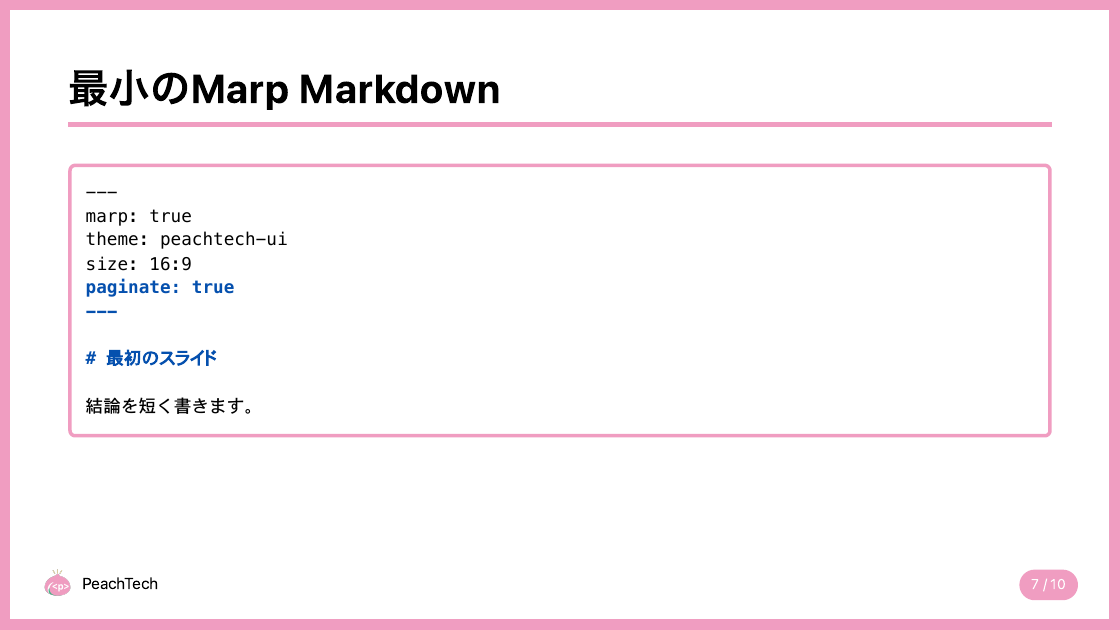 最小のMarp Markdown
---
marp: true
theme: peachtech-ui
size: 16:9
paginate: true
---
# 最初のスライド
結論を短く書きます。
<p>
PeachTech
7 / 10